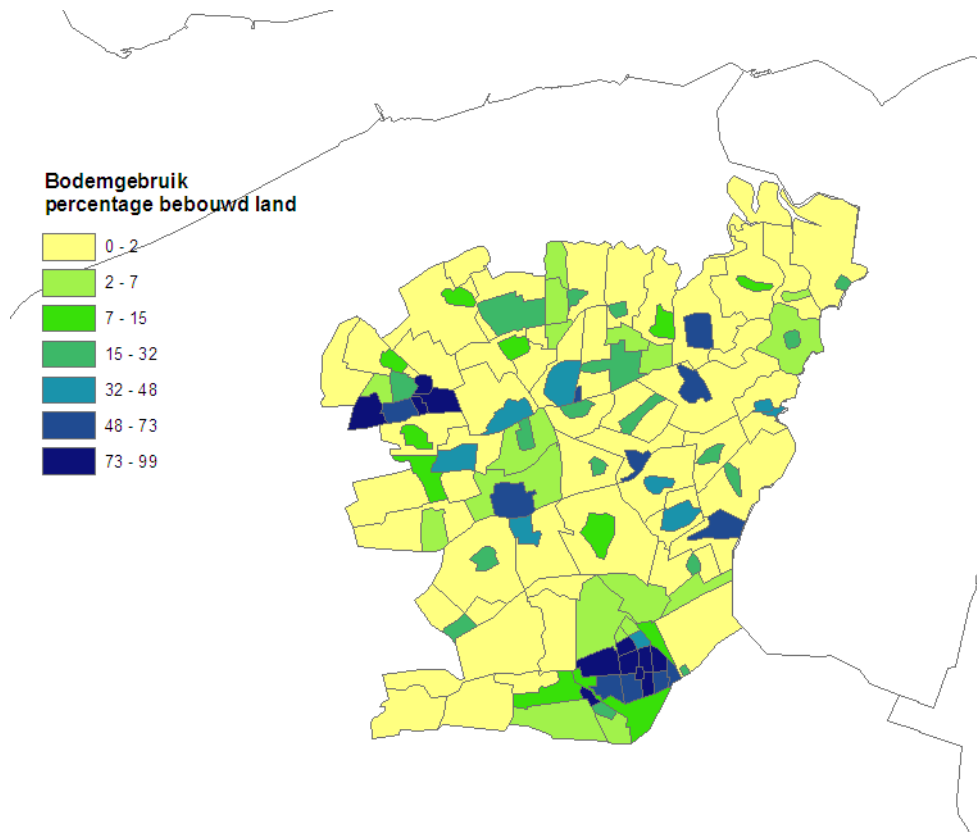 Bodemgebruik
percentage bebouwd land
0 - 2
2 - 7
7 - 15
15 - 32
32 - 48
48 - 73
73 - 99